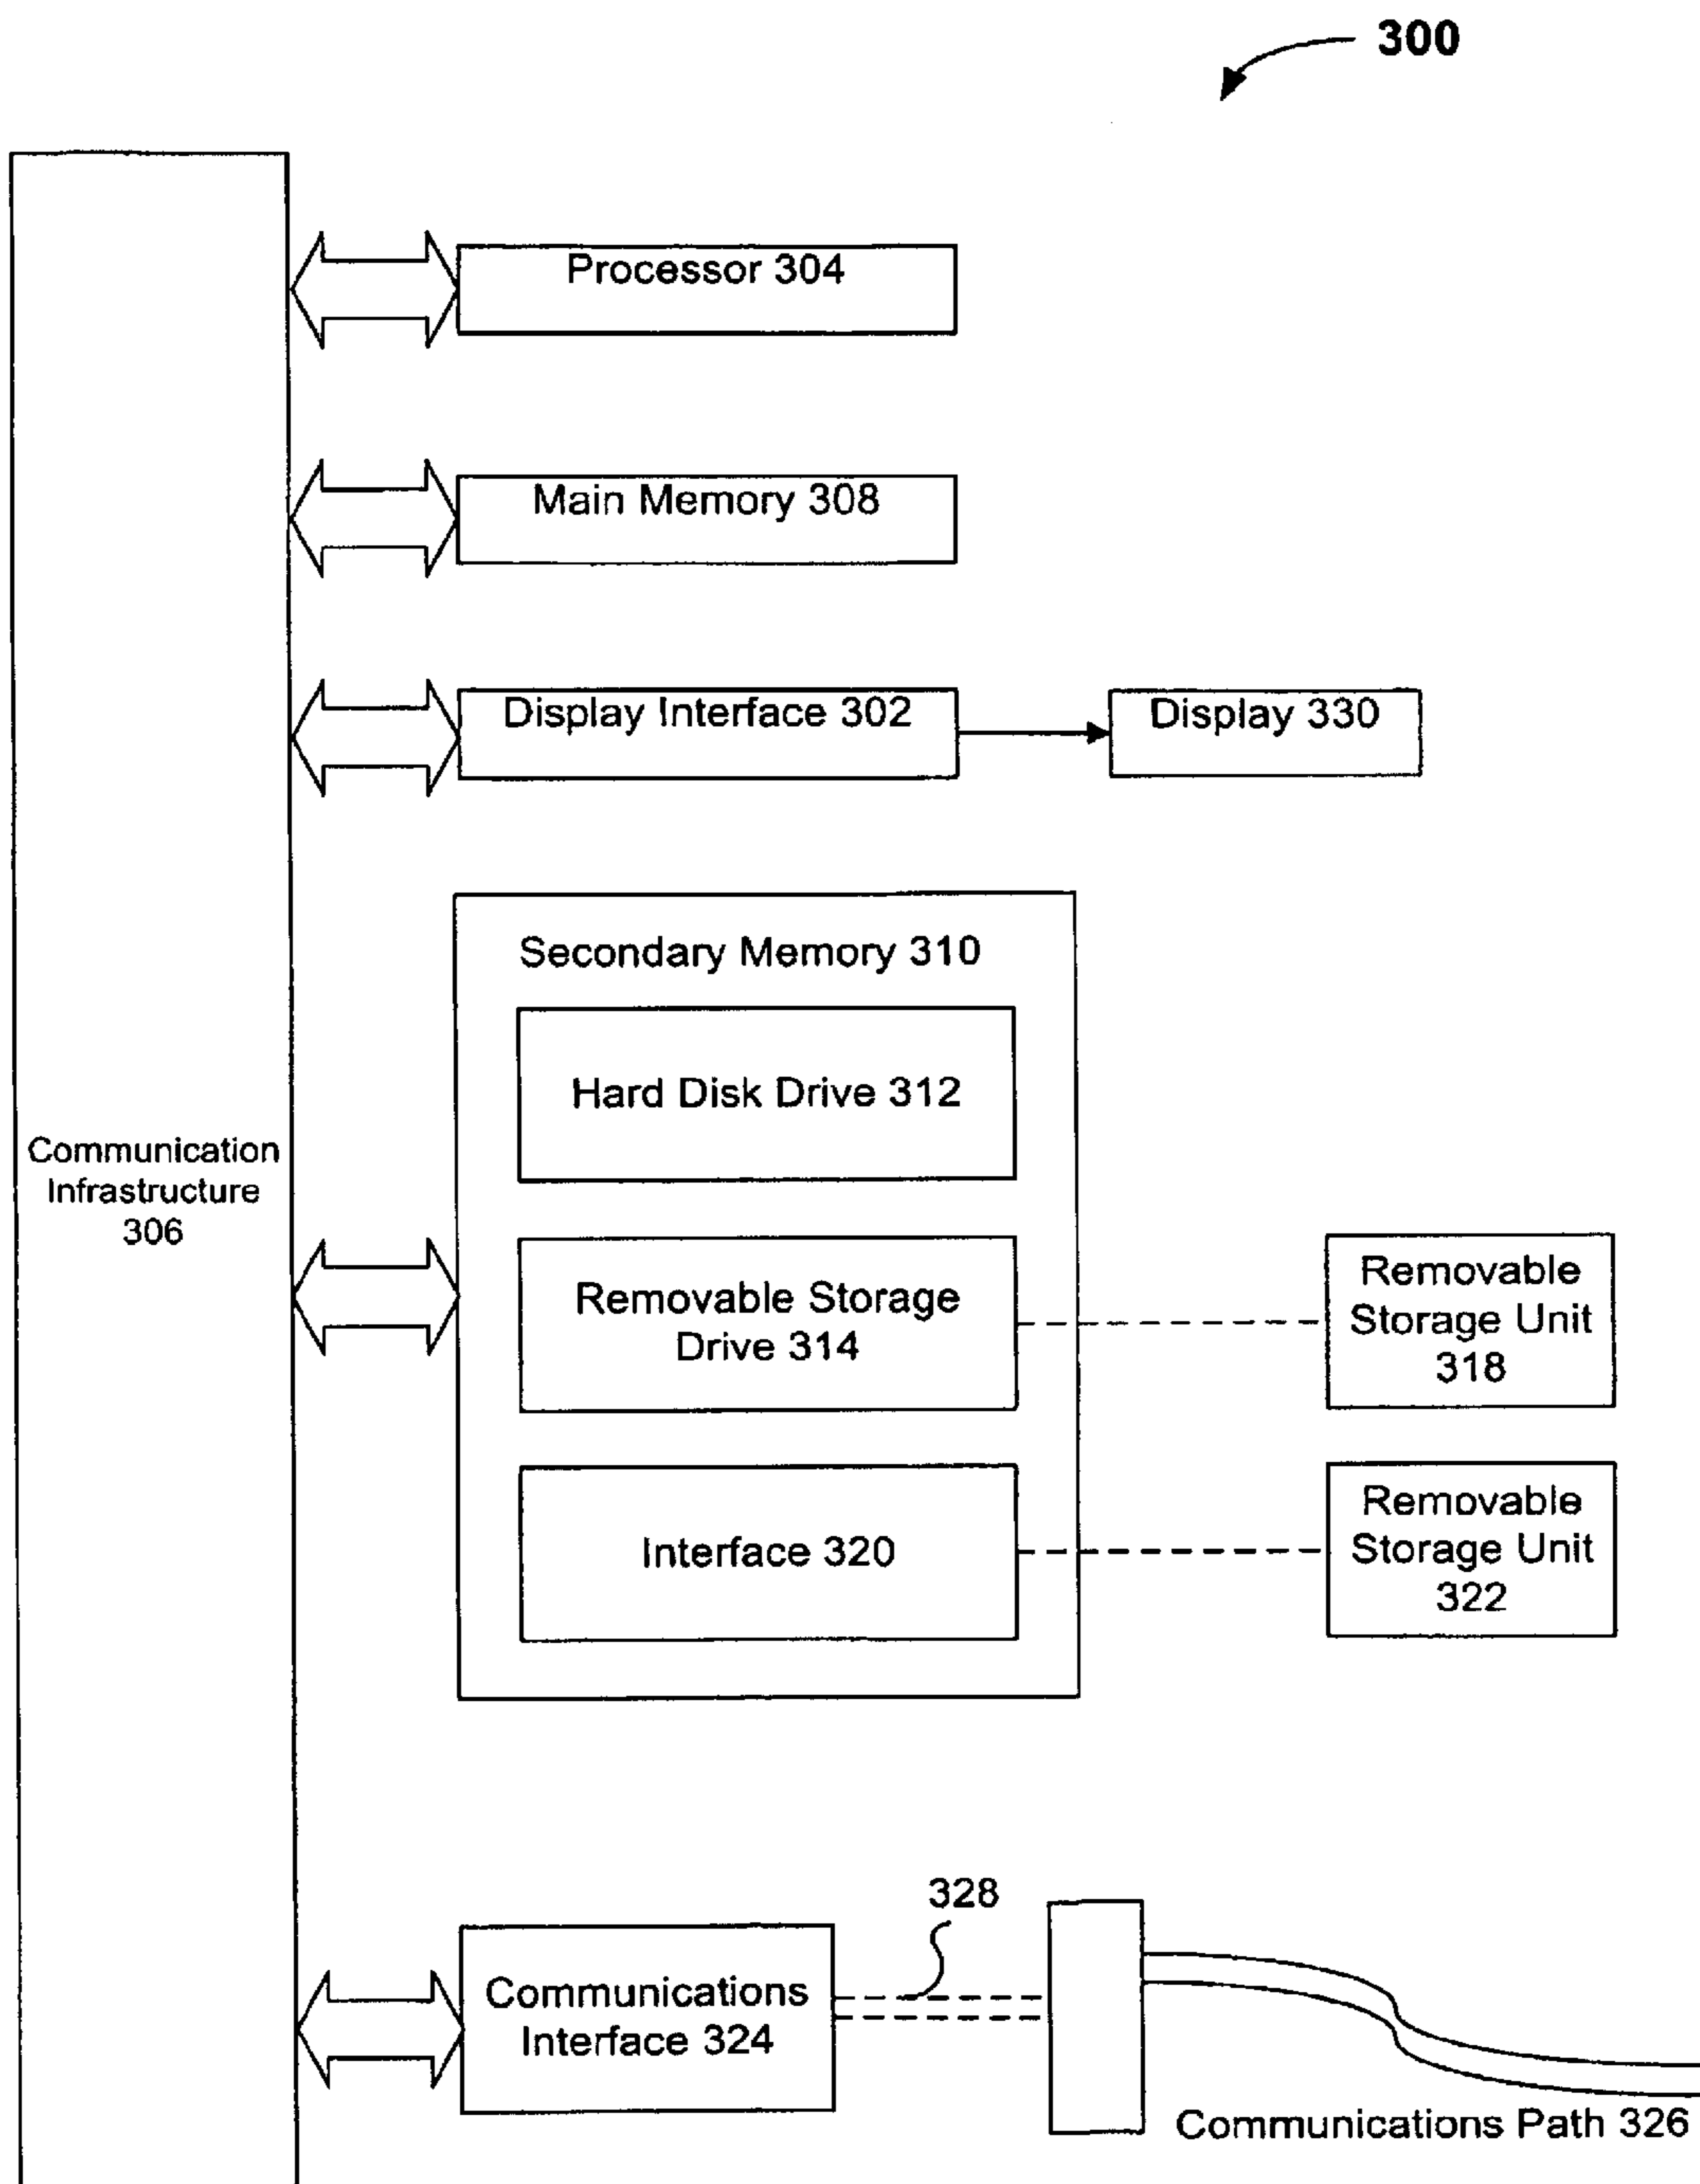 300
Processor 304
Main Memory 308
Display Interface 302
Display 330
Secondary Memory 310
Hard Disk Drive 312
Communication
Infrastructure
306
Removable Storage
Drive 314
Removable
Storage Unit
318
Interface 320
Removable
Storage Unit
322
328
Communications
Interface 324
Communications Path 326